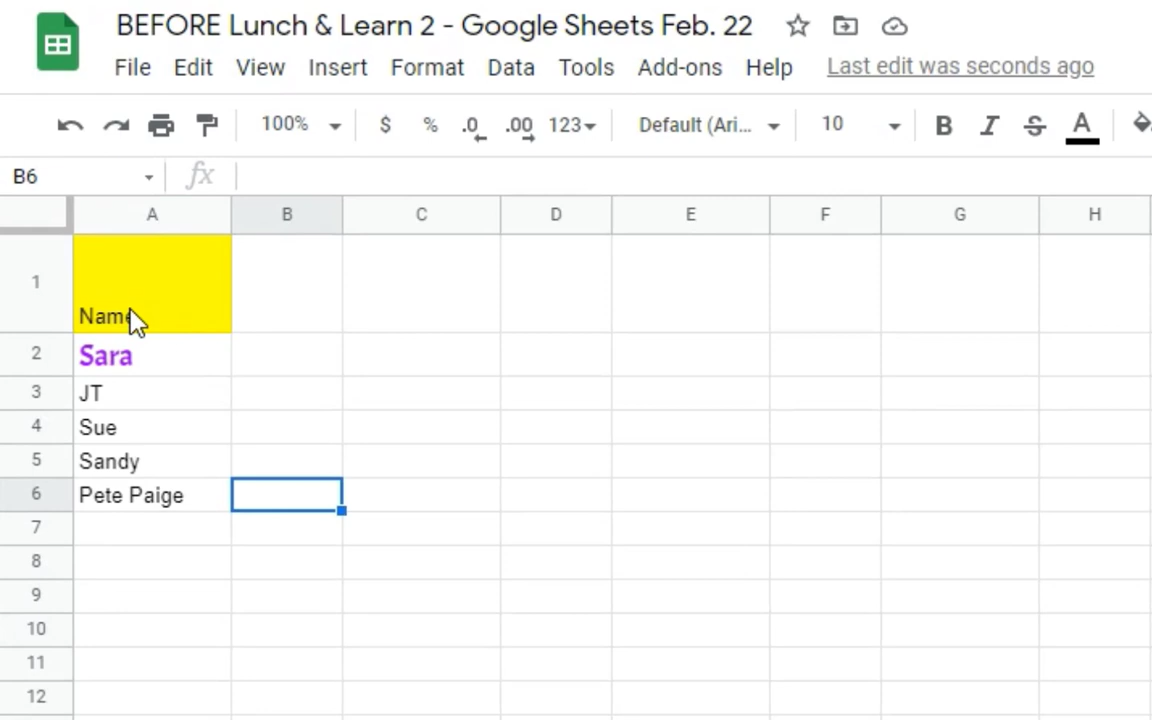 BEFORE Lunch & Learn 2 - Google Sheets Feb. 22
File Edit View Insert Format Data Tools Add-ons Help Last edit was seconds ago
100% $ % .0 .00 123 Default (Ari... 10 B I S A
B6 fx
A B C D E F G H
1 Name
2 Sara
3 JT
4 Sue
5 Sandy
6 Pete Paige
7
8
9
10
11
12